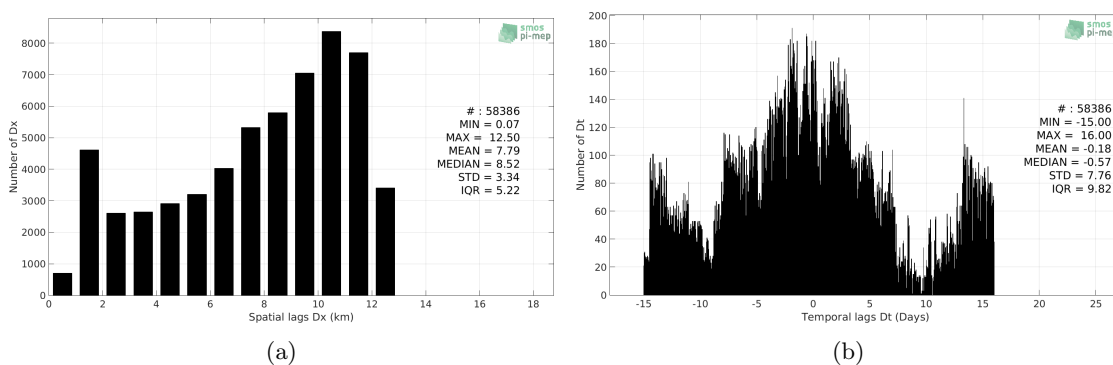 smos
pi-mep
8000
7000
6000
5000
4000
3000
2000
1000
0
Number of Dx
# : 58386
MIN = 0.07
MAX = 12.50
MEAN = 7.79
MEDIAN = 8.52
STD = 3.34
IQR = 5.22
0 2 4 6 8 10 12 14 16 18
Spatial lags Dx (km)
(a)
smos
pi-mep
200
180
160
140
120
100
80
60
40
20
0
Number of Dt
# : 58386
MIN = -15.00
MAX = 16.00
MEAN = -0.18
MEDIAN = -0.57
STD = 7.76
IQR = 9.82
-15 -10 -5 0 5 10 15 20 25
Temporal lags Dt (Days)
(b)